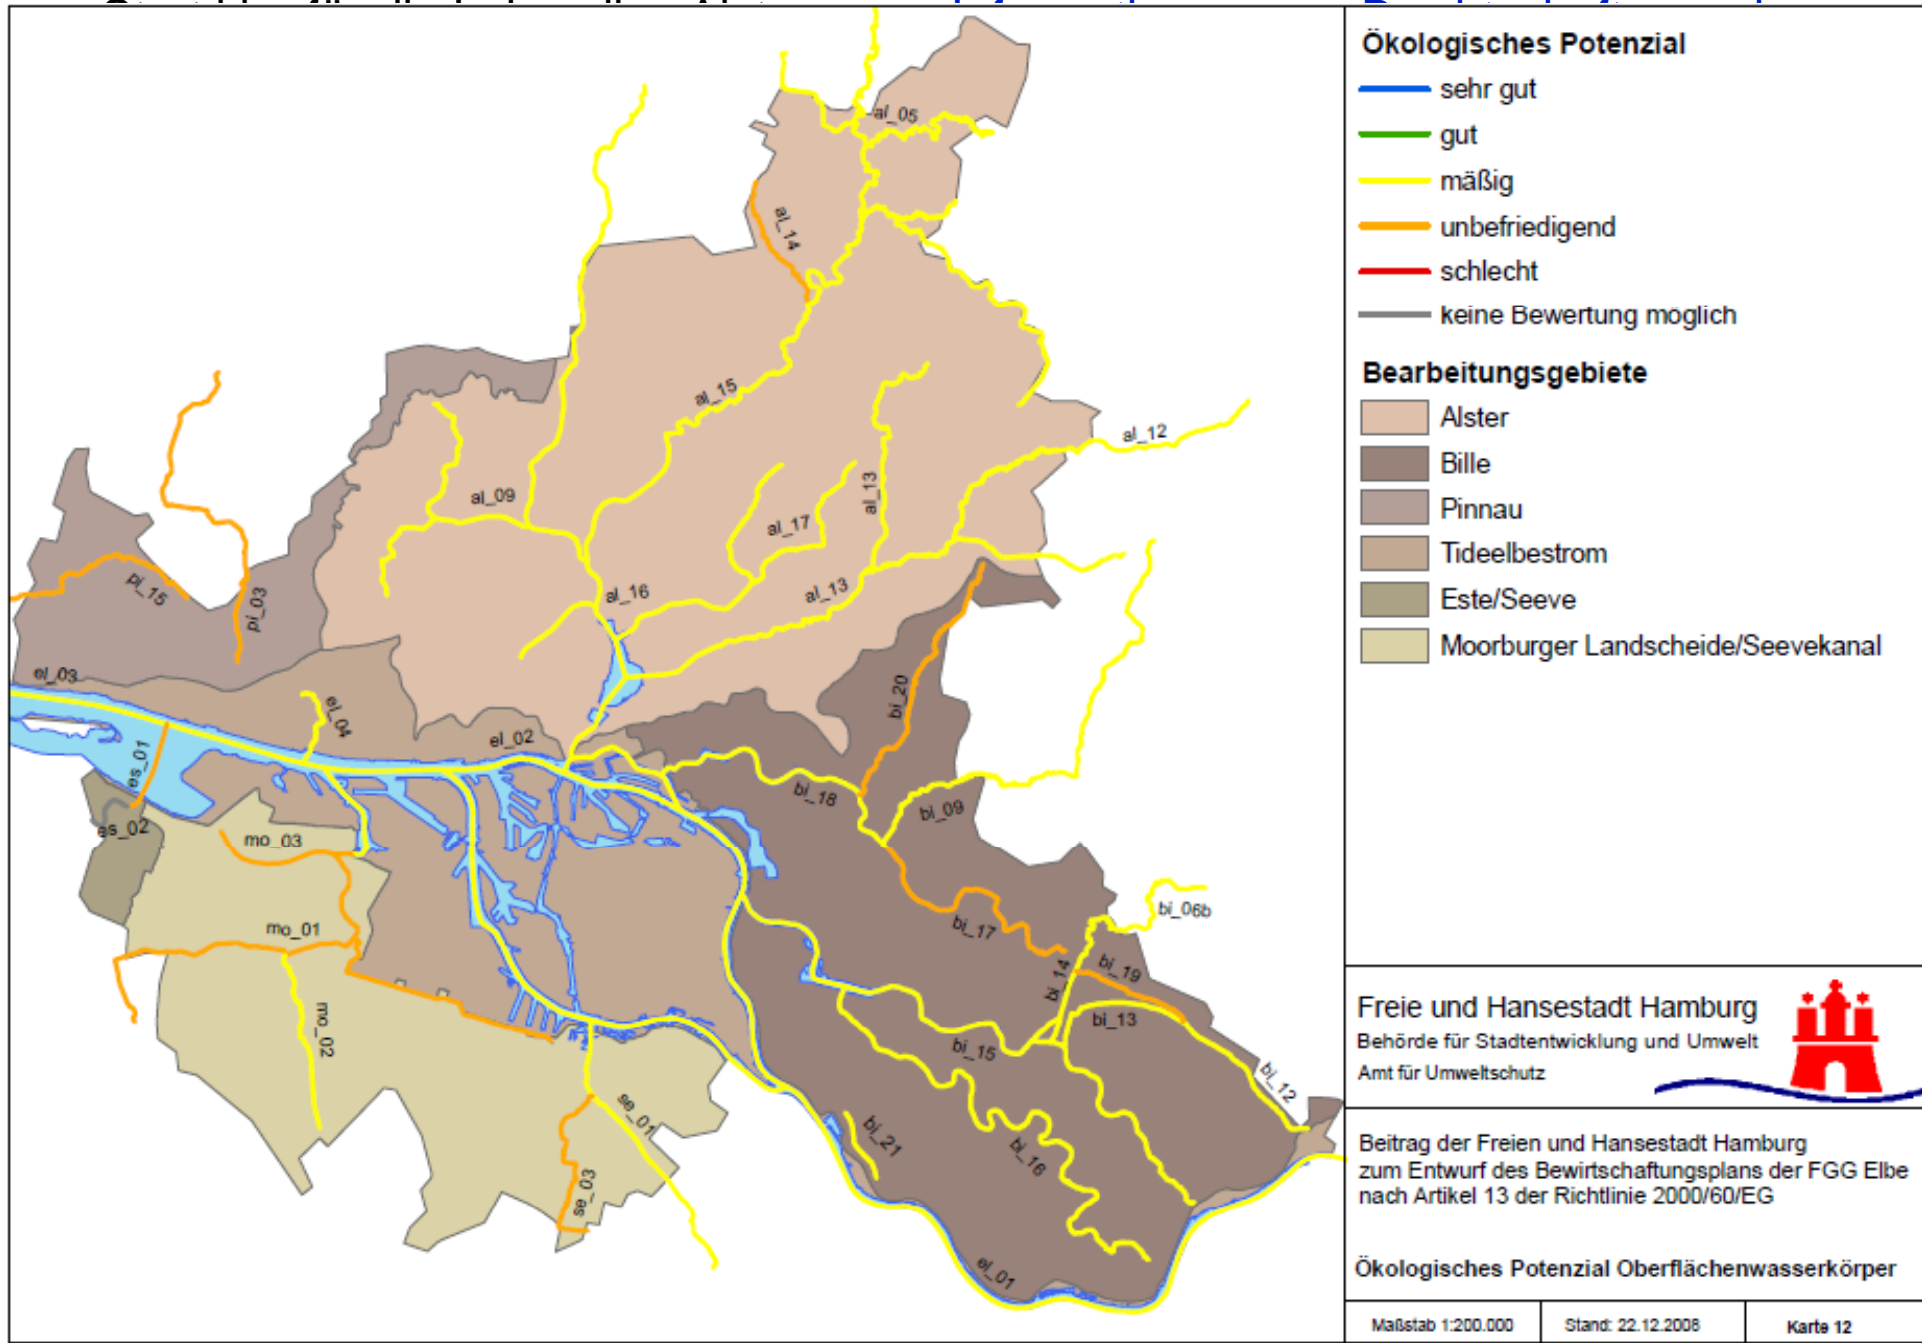 al_05
al_14
al_15
al_12
al_09
al_13
al_17
al_16
al_13
pi_15
pi_03
bi_20
el_03
el_04
el_02
es_01
bi_18
bi_09
es_02
mo_03
bi_06b
mo_01
bi_17
bi_14
bi_19
mo_02
bi_13
bi_15
bi_12
se_01
bi_21
bi_16
se_03
el_01
Ökologisches Potenzial
sehr gut
gut
mäßig
unbefriedigend
schlecht
keine Bewertung möglich
Bearbeitungsgebiete
Alster
Bille
Pinnau
Tideelbestrom
Este/Seeve
Moorburger Landscheide/Seevekanal
Freie und Hansestadt Hamburg
Behörde für Stadtentwicklung und Umwelt
Amt für Umweltschutz
Beitrag der Freien und Hansestadt Hamburg
zum Entwurf des Bewirtschaftungsplans der FGG Elbe
nach Artikel 13 der Richtlinie 2000/60/EG
Ökologisches Potenzial Oberflächenwasserkörper
Maßstab 1:200.000
Stand: 22.12.2008
Karte 12